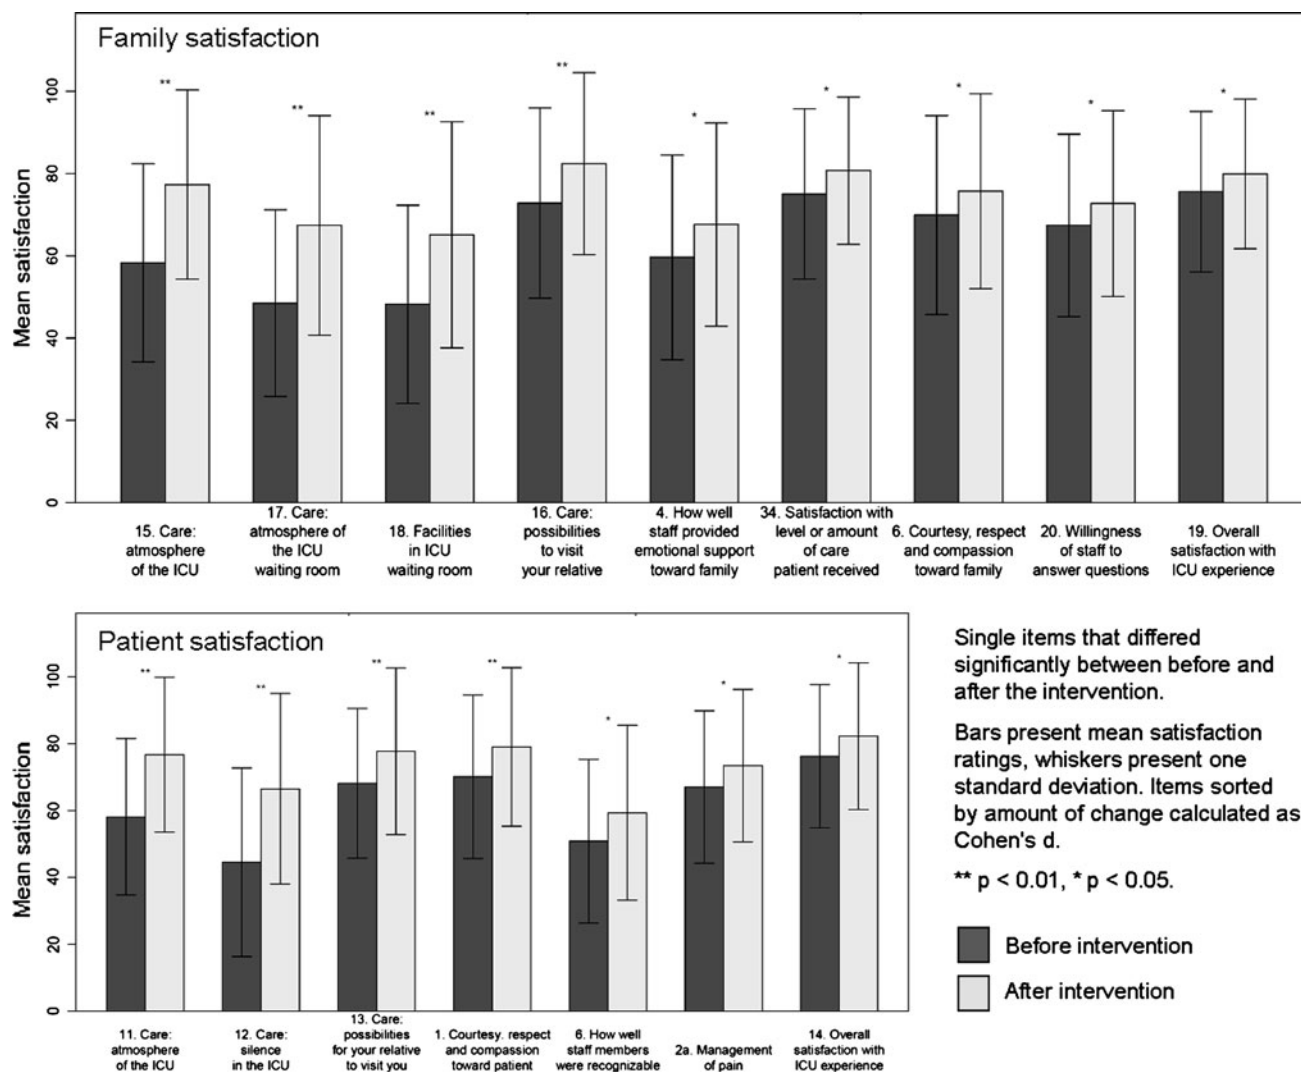 Family satisfaction
Mean satisfaction
100
80
60
40
20
0
**
**
**
**
*
*
*
*
*
15. Care:
atmosphere
of the ICU
17. Care:
atmosphere of
the ICU
waiting room
18. Facilities
in ICU
waiting room
16. Care:
possibilities
to visit
your relative
4. How well
staff provided
emotional support
toward family
34. Satisfaction with
level or amount
of care
patient received
6. Courtesy, respect
and compassion
toward family
20. Willingness
of staff to
answer questions
19. Overall
satisfaction with
ICU experience
Patient satisfaction
Mean satisfaction
100
80
60
40
20
0
**
**
**
**
*
*
*
11. Care:
atmosphere
of the ICU
12. Care:
silence
in the ICU
13. Care:
possibilities
for your relative
to visit you
1. Courtesy. respect
and compassion
toward patient
6. How well
staff members
were recognizable
2a. Management
of pain
14. Overall
satisfaction with
ICU experience
Single items that differed
significantly between before and
after the intervention.
Bars present mean satisfaction
ratings, whiskers present one
standard deviation. Items sorted
by amount of change calculated as
Cohen's d.
** p < 0.01, * p < 0.05.
Before intervention
After intervention